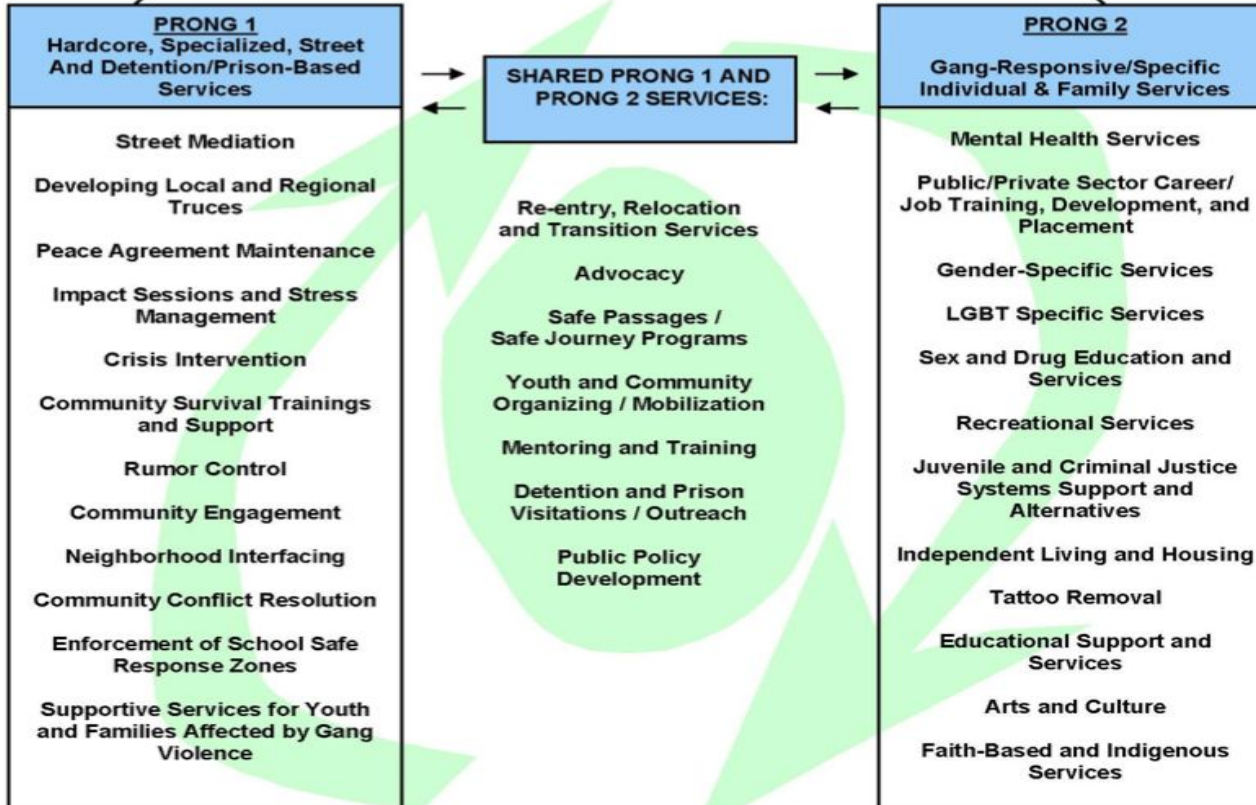 PRONG 1
Hardcore, Specialized, Street
And Detention/Prison-Based
Services
Street Mediation
Developing Local and Regional
Truces
Peace Agreement Maintenance
Impact Sessions and Stress
Management
Crisis Intervention
Community Survival Trainings
and Support
Rumor Control
Community Engagement
Neighborhood Interfacing
Community Conflict Resolution
Enforcement of School Safe
Response Zones
Supportive Services for Youth
and Families Affected by Gang
Violence
SHARED PRONG 1 AND
PRONG 2 SERVICES:
Re-entry, Relocation
and Transition Services
Advocacy
Safe Passages /
Safe Journey Programs
Youth and Community
Organizing / Mobilization
Mentoring and Training
Detention and Prison
Visitations / Outreach
Public Policy
Development
PRONG 2
Gang-Responsive/Specific
Individual & Family Services
Mental Health Services
Public/Private Sector Career/
Job Training, Development, and
Placement
Gender-Specific Services
LGBT Specific Services
Sex and Drug Education and
Services
Recreational Services
Juvenile and Criminal Justice
Systems Support and
Alternatives
Independent Living and Housing
Tattoo Removal
Educational Support and
Services
Arts and Culture
Faith-Based and Indigenous
Services